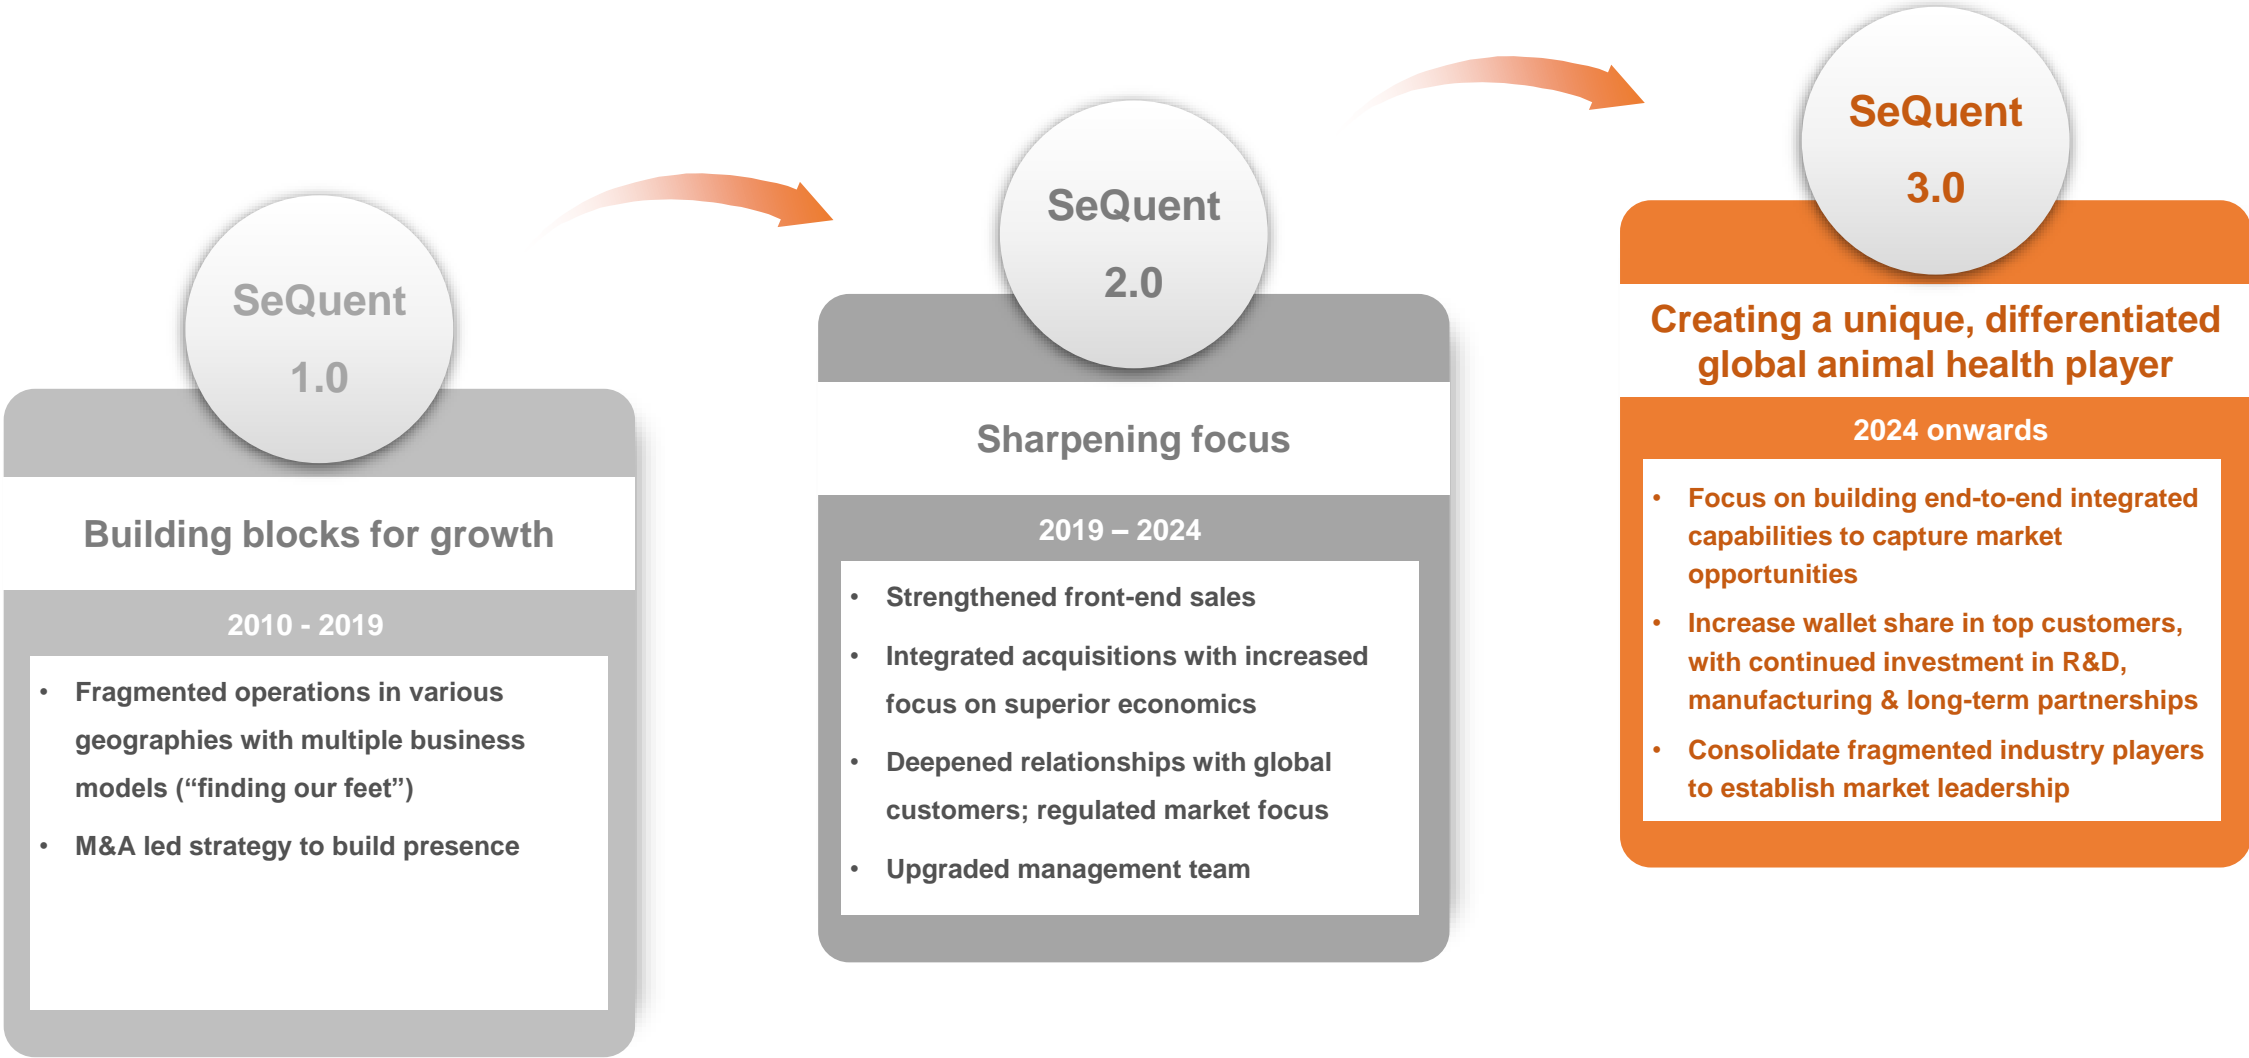 SeQuent
1.0
Building blocks for growth
2010 - 2019
• Fragmented operations in various
geographies with multiple business
models (“finding our feet”)
• M&A led strategy to build presence
SeQuent
2.0
Sharpening focus
2019 – 2024
• Strengthened front-end sales
• Integrated acquisitions with increased
focus on superior economics
• Deepened relationships with global
customers; regulated market focus
• Upgraded management team
SeQuent
3.0
Creating a unique, differentiated
global animal health player
2024 onwards
• Focus on building end-to-end integrated
capabilities to capture market
opportunities
• Increase wallet share in top customers,
with continued investment in R&D,
manufacturing & long-term partnerships
• Consolidate fragmented industry players
to establish market leadership